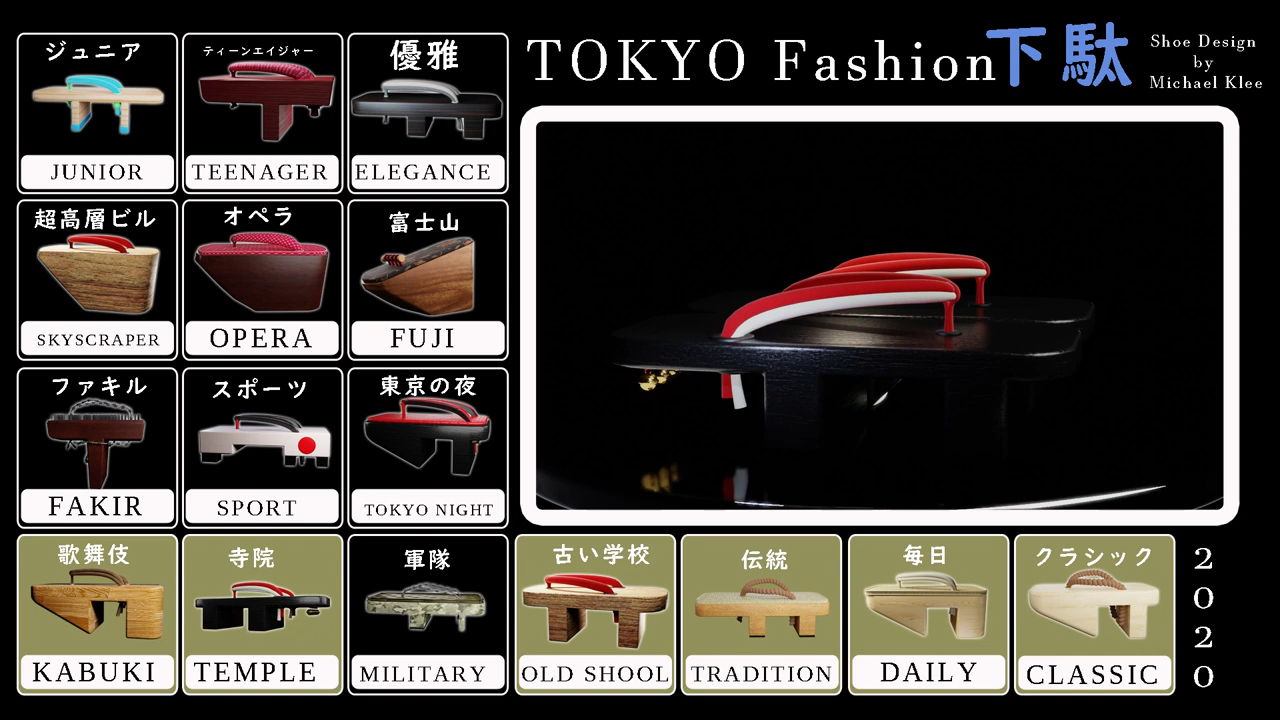 TOKYO Fashion下駄
Shoe Design
by
Michael Klee
ジュニア
JUNIOR
ティーンエイジャー
TEENAGER
優雅
ELEGANCE
超高層ビル
SKYSCRAPER
オペラ
OPERA
富士山
FUJI
ファキル
FAKIR
スポーツ
SPORT
東京の夜
TOKYO NIGHT
歌舞伎
KABUKI
寺院
TEMPLE
軍隊
MILITARY
古い学校
OLD SHOOL
伝統
TRADITION
毎日
DAILY
クラシック
CLASSIC
2
0
2
0